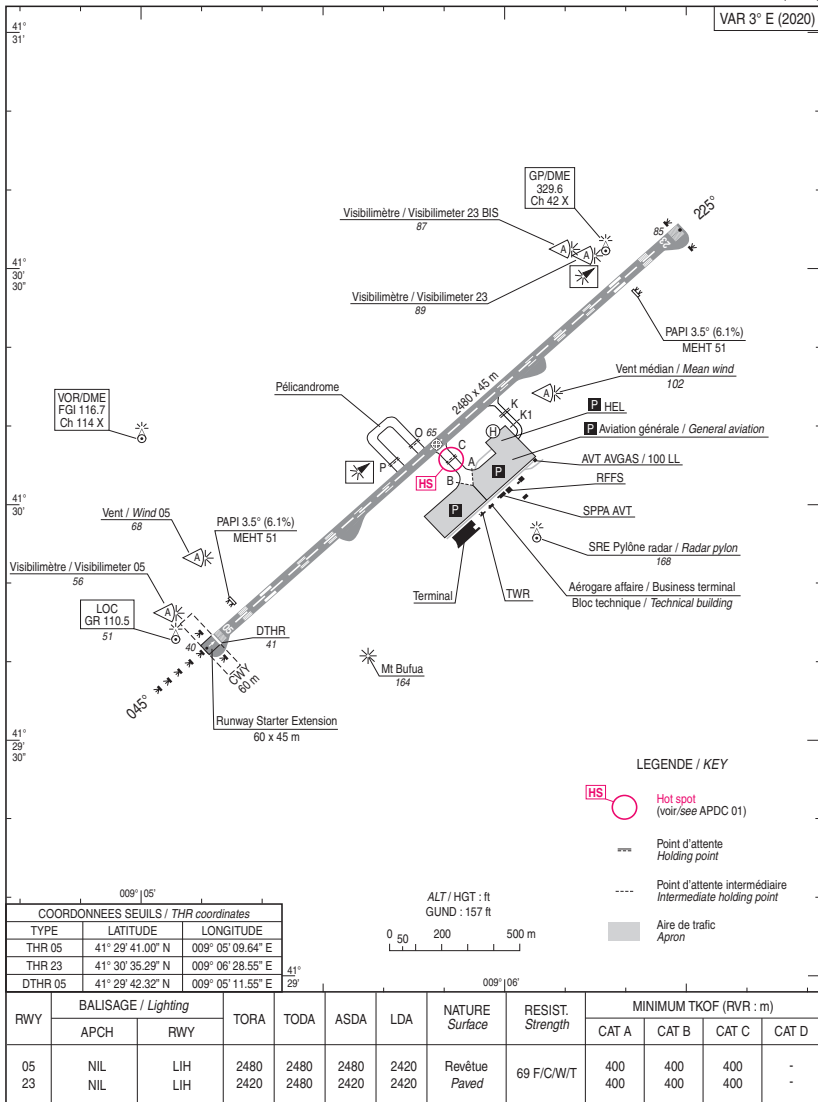 VAR 3° E (2020)
41°
31'
GP/DME
329.6
Ch 42 X
225°
Visibilimètre / Visibilimeter 23 BIS
87
85
23
41°
30'
30"
Visibilimètre / Visibilimeter 23
89
PAPI 3.5° (6.1%)
MEHT 51
2480 x 45 m
Vent médian / Mean wind
102
Pélicandrome
VOR/DME
FGI 116.7
Ch 114 X
K
K1
P HEL
O
65
C
H
P Aviation générale / General aviation
P
A
AVT AVGAS / 100 LL
HS
B
P
RFFS
41°
30'
P
SPPA AVT
Vent / Wind 05
68
PAPI 3.5° (6.1%)
MEHT 51
SRE Pylône radar / Radar pylon
168
Visibilimètre / Visibilimeter 05
56
Aérogare affaire / Business terminal
Terminal
TWR
Bloc technique / Technical building
LOC
GR 110.5
51
05
DTHR
41
40
CWY
60 m
Mt Bufua
164
045°
Runway Starter Extension
60 x 45 m
41°
29'
30"
LEGENDE / KEY
HS
Hot spot
(voir/see APDC 01)
Point d'attente
Holding point
Point d'attente intermédiaire
Intermediate holding point
Aire de trafic
Apron
009° 05'
ALT / HGT : ft
GUND : 157 ft
0 50 200 500 m
41°
29'
009° 06'
COORDONNEES SEUILS / THR coordinates
TYPE LATITUDE LONGITUDE
THR 05 41° 29' 41.00" N 009° 05' 09.64" E
THR 23 41° 30' 35.29" N 009° 06' 28.55" E
DTHR 05 41° 29' 42.32" N 009° 05' 11.55" E
RWY BALISAGE / Lighting TORA TODA ASDA LDA NATURE Surface RESIST. Strength MINIMUM TKOF (RVR : m)
APCH RWY CAT A CAT B CAT C CAT D
05 NIL LIH 2480 2480 2480 2420 Revêtue 69 F/C/W/T 400 400 400 -
23 NIL LIH 2420 2480 2420 2420 Paved 400 400 400 -